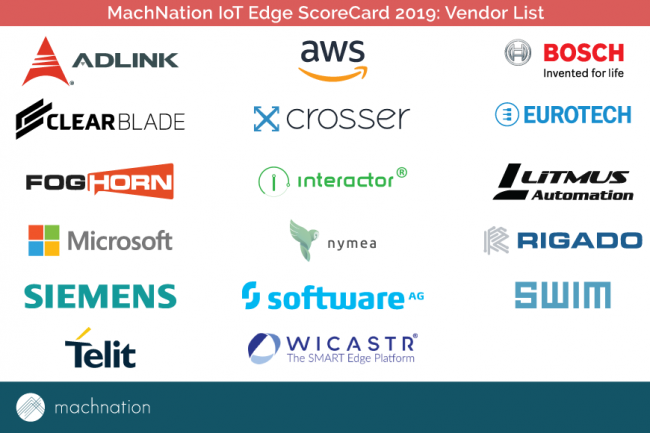 MachNation IoT Edge ScoreCard 2019: Vendor List
ADLINK
aws
BOSCH
Invented for life
CLEARBLADE
crosser
EUROTECH
FOGHORN
interactor®
LiTMUS
Automation
Microsoft
nymea
RIGADO
SIEMENS
software AG
SWIM
Telit
WICASTR®
The SMART Edge Platform
machnation